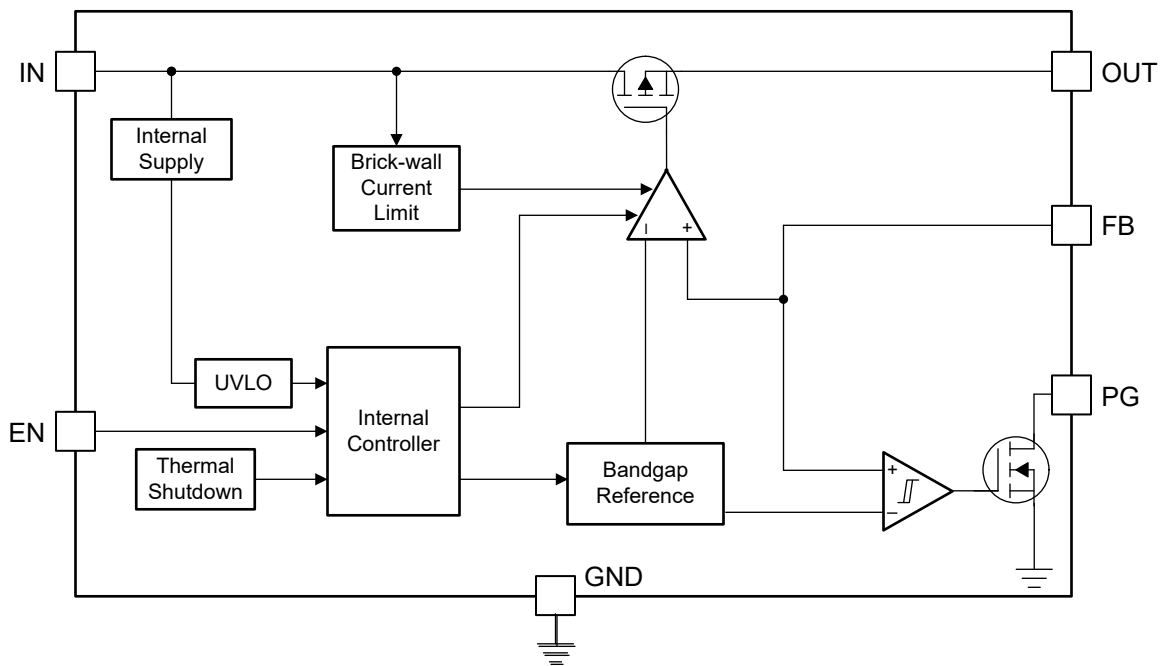 IN
OUT
Internal
Supply
Brick-wall
Current
Limit
FB
- +
UVLO
Internal
Controller
PG
EN
Thermal
Shutdown
Bandgap
Reference
+
-
GND